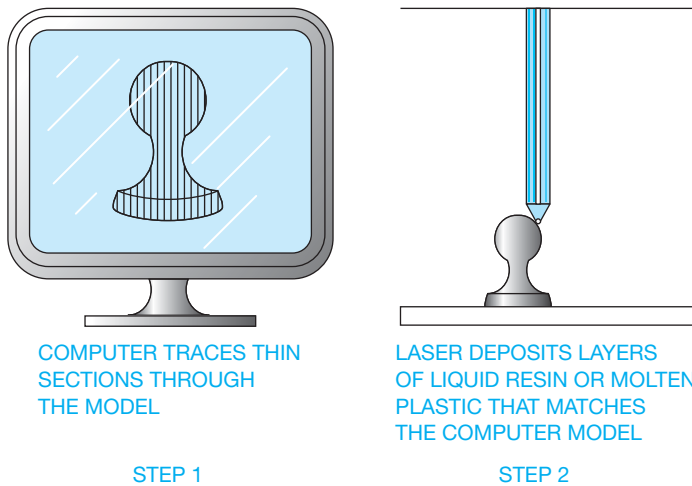 COMPUTER TRACES THIN
SECTIONS THROUGH
THE MODEL
STEP 1
LASER DEPOSITS LAYERS
OF LIQUID RESIN OR MOLTEN
PLASTIC THAT MATCHES
THE COMPUTER MODEL
STEP 2